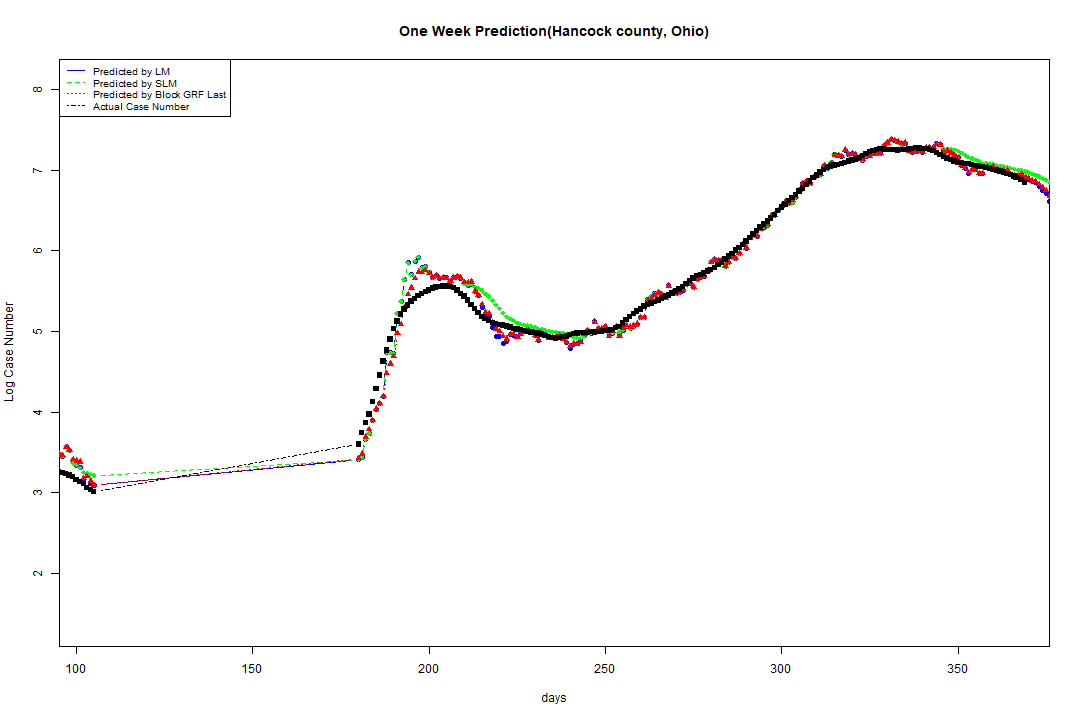 One Week Prediction(Hancock county, Ohio)
Predicted by LM
Predicted by SLM
Predicted by Block GRF Last
Actual Case Number
8
7
6
5
4
3
2
Log Case Number
100 150 200 250 300 350
days